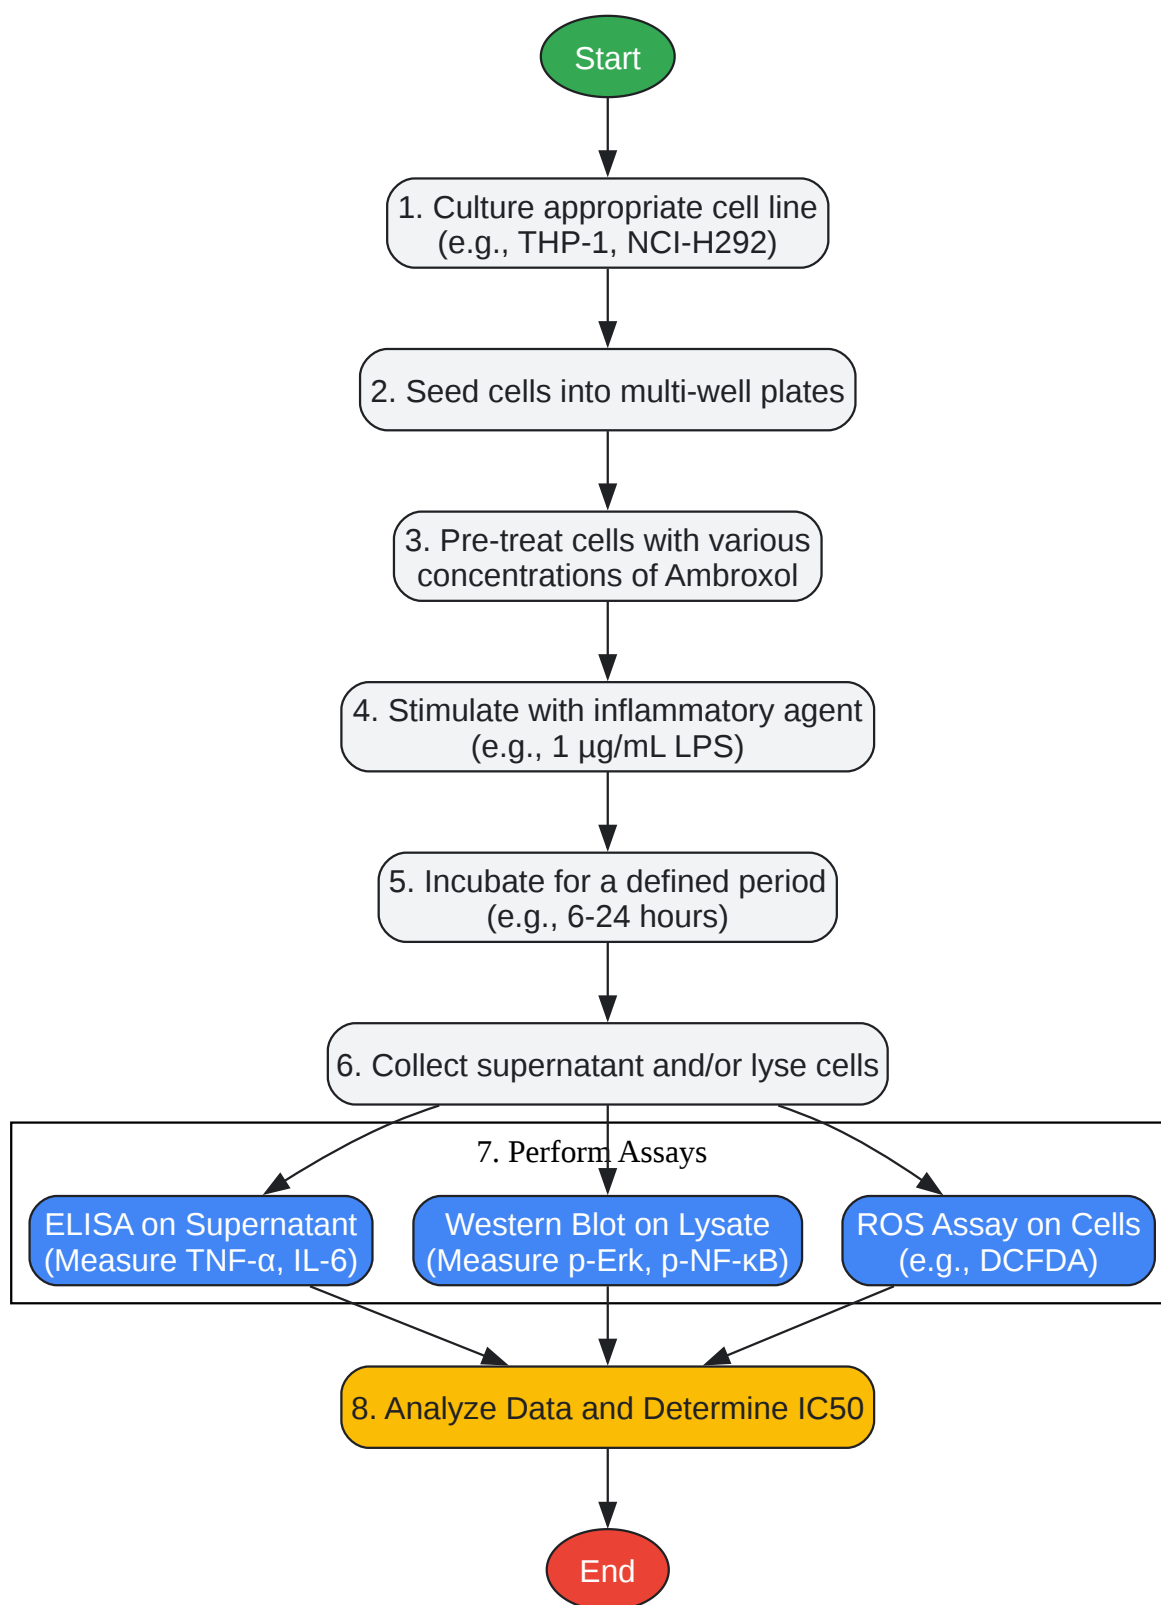 Start
1. Culture appropriate cell line
(e.g., THP-1, NCI-H292)
2. Seed cells into multi-well plates
3. Pre-treat cells with various
concentrations of Ambroxol
4. Stimulate with inflammatory agent
(e.g., 1 µg/mL LPS)
5. Incubate for a defined period
(e.g., 6-24 hours)
6. Collect supernatant and/or lyse cells
7. Perform Assays
ELISA on Supernatant
(Measure TNF-α, IL-6)
Western Blot on Lysate
(Measure p-Erk, p-NF-κB)
ROS Assay on Cells
(e.g., DCFDA)
8. Analyze Data and Determine IC50
End